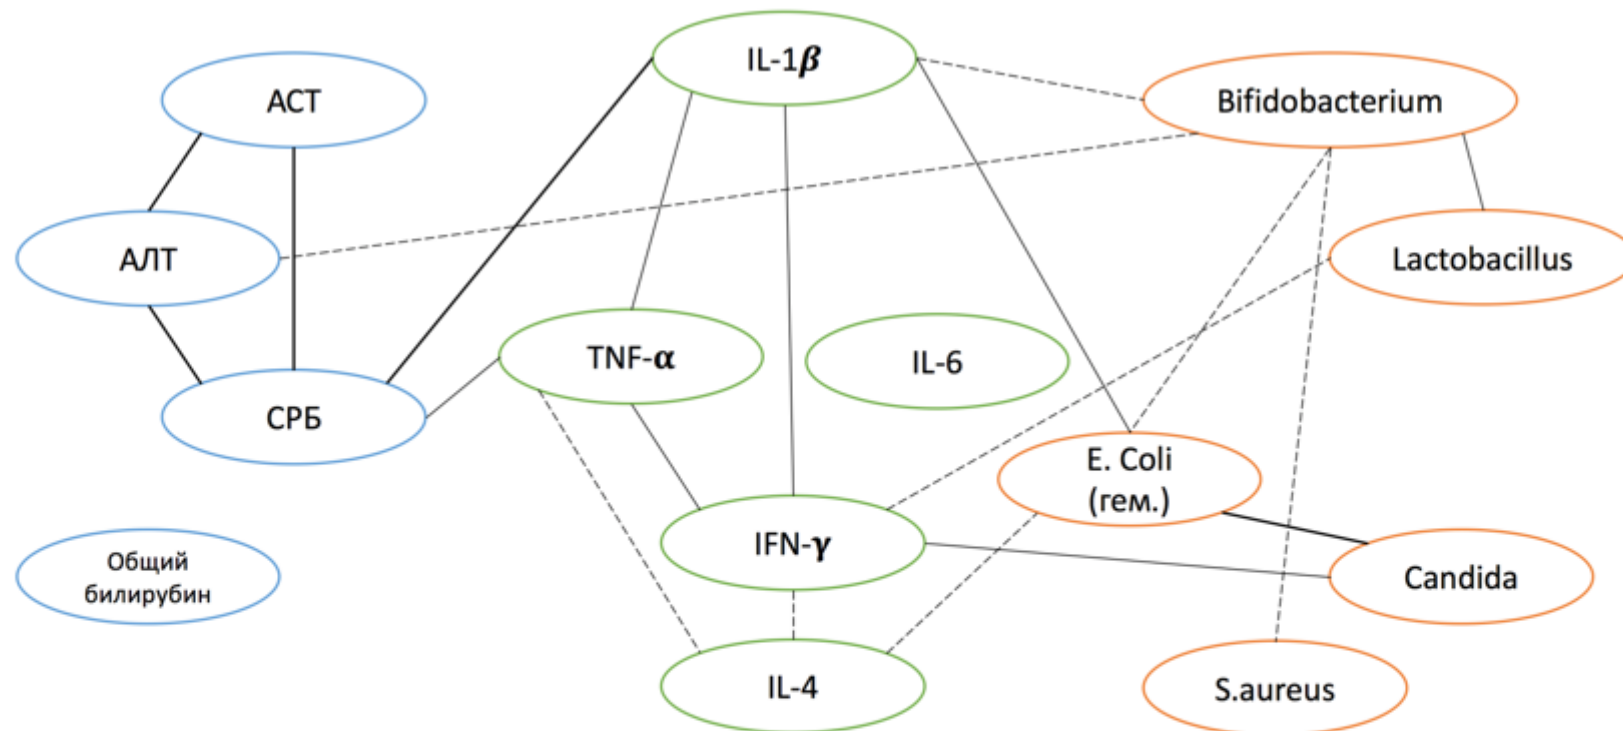 IL-1β
АСТ
Bifidobacterium
АЛТ
Lactobacillus
TNF-α
IL-6
СРБ
E. Coli
(гем.)
IFN-γ
Общий
билирубин
Candida
IL-4
S.aureus